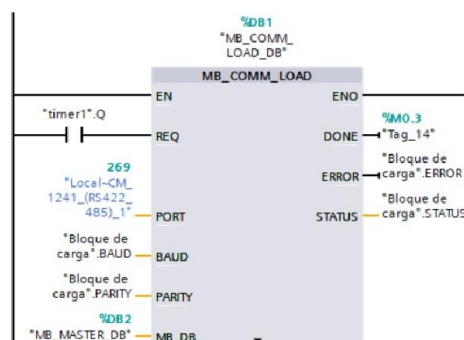 %DB1
"MB_COMM_
LOAD_DB"
MB_COMM_LOAD
EN
ENO
"timer1".Q
REQ
%M0.3
DONE
"Tag_14"
"Bloque de
carga".ERROR
ERROR
269
"Local~CM_
1241_(RS422_
485)_1"
PORT
"Bloque de
carga".STATUS
STATUS
"Bloque de
carga".BAUD
BAUD
"Bloque de
carga".PARITY
PARITY
%DB2
"MB_MASTER_DB"
MB_DB